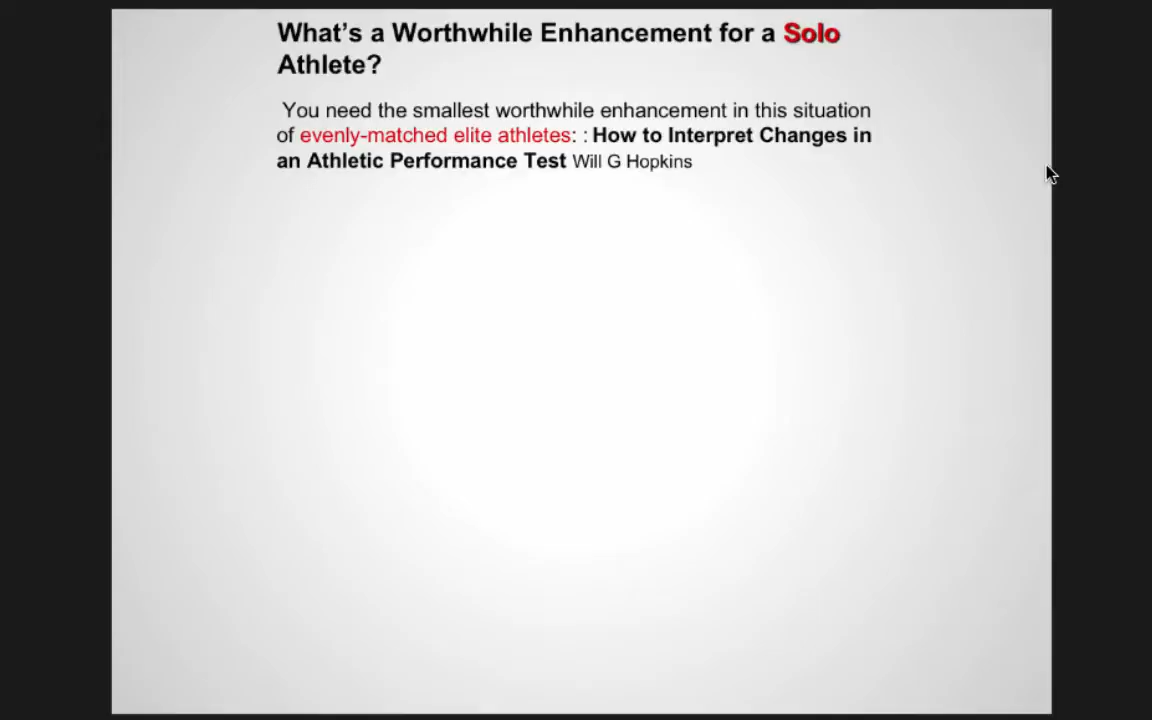 What’s a Worthwhile Enhancement for a Solo
Athlete?
You need the smallest worthwhile enhancement in this situation
of evenly-matched elite athletes: : How to Interpret Changes in
an Athletic Performance Test Will G Hopkins